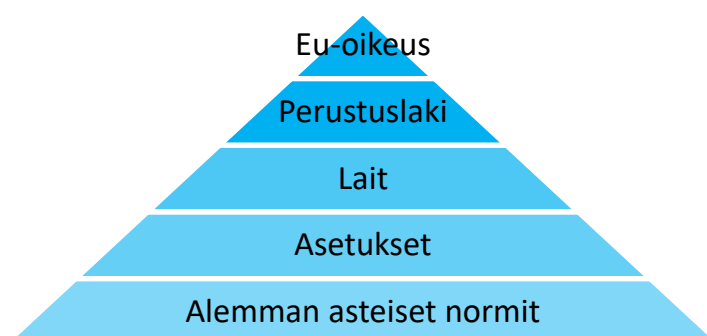 Eu-oikeus
Perustuslaki
Lait
Asetukset
Alemman asteiset normit